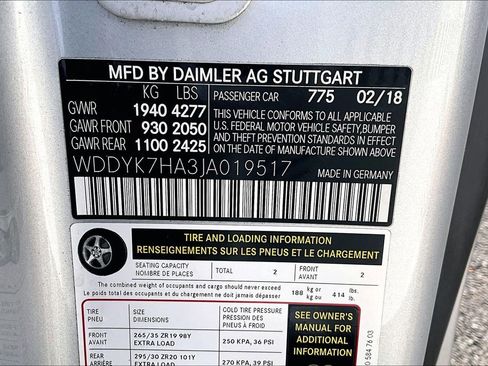 MFD BY DAIMLER AG STUTTGART
KG LBS PASSENGER CAR 775 02/18
GVWR 1940 4277
GAWR FRONT 930 2050
GAWR REAR 1100 2425
THIS VEHICLE CONFORMS TO ALL APPLICABLE
U.S. FEDERAL MOTOR VEHICLE SAFETY, BUMPER
AND THEFT PREVENTION STANDARDS IN EFFECT ON THE
DATE OF MANUFACTURE SHOWN ABOVE.
WDDYK7HA3JA019517
MADE IN GERMANY
TIRE AND LOADING INFORMATION
RENSEIGNEMENTS SUR LES PNEUS ET LE CHARGEMENT
SEATING CAPACITY TOTAL 2 FRONT 2
NOMBRE DE PLACES AVANT
The combined weight of occupants and cargo should never exceed 188 kg or 414 lbs.
Le poids total des occupants et du chargement ne doit jamais dépasser kg ou lb.
TIRE SIZE COLD TIRE PRESSURE
PNEU DIMENSIONS PRESSION DES
PNEUS À FROID
FRONT 265/35 ZR19 98Y 250 KPA, 36 PSI
AVANT EXTRA LOAD
REAR 295/30 ZR20 101Y 270 KPA, 39 PSI
ARRIÈRE EXTRA LOAD
SEE OWNER'S
MANUAL FOR
ADDITIONAL
INFORMATION
0 584 76 03